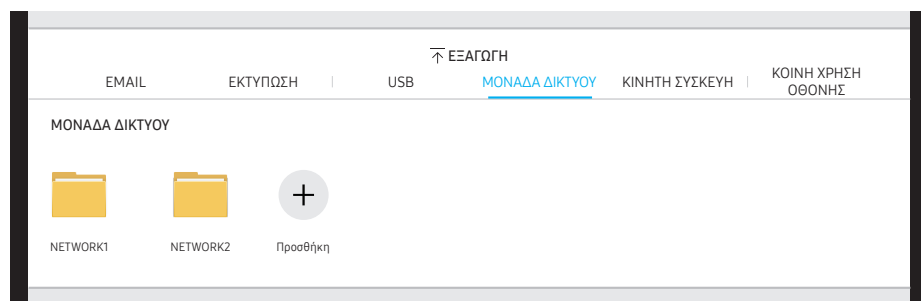 ΕΞΑΓΩΓΗ
EMAIL ΕΚΤΥΠΩΣΗ USB ΜΟΝΑΔΑ ΔΙΚΤΥΟΥ ΚΙΝΗΤΗ ΣΥΣΚΕΥΗ ΚΟΙΝΗ ΧΡΗΣΗ
ΟΘΟΝΗΣ
ΜΟΝΑΔΑ ΔΙΚΤΥΟΥ
NETWORK1 NETWORK2 Προσθήκη